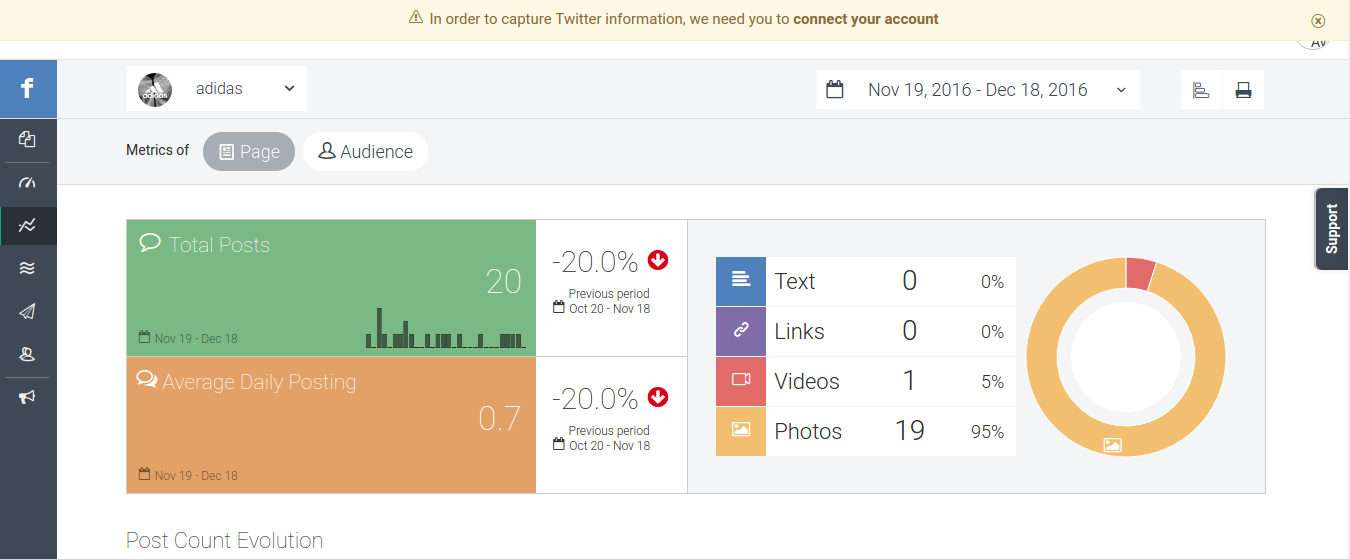 In order to capture Twitter information, we need you to connect your account
AV
f
adidas
adidas
Nov 19, 2016 - Dec 18, 2016
Metrics of
Page
Audience
Support
Total Posts
20
Nov 19 - Dec 18
-20.0%
Previous period
Oct 20 - Nov 18
Average Daily Posting
0.7
Nov 19 - Dec 18
-20.0%
Previous period
Oct 20 - Nov 18
Text 0 0%
Links 0 0%
Videos 1 5%
Photos 19 95%
Post Count Evolution